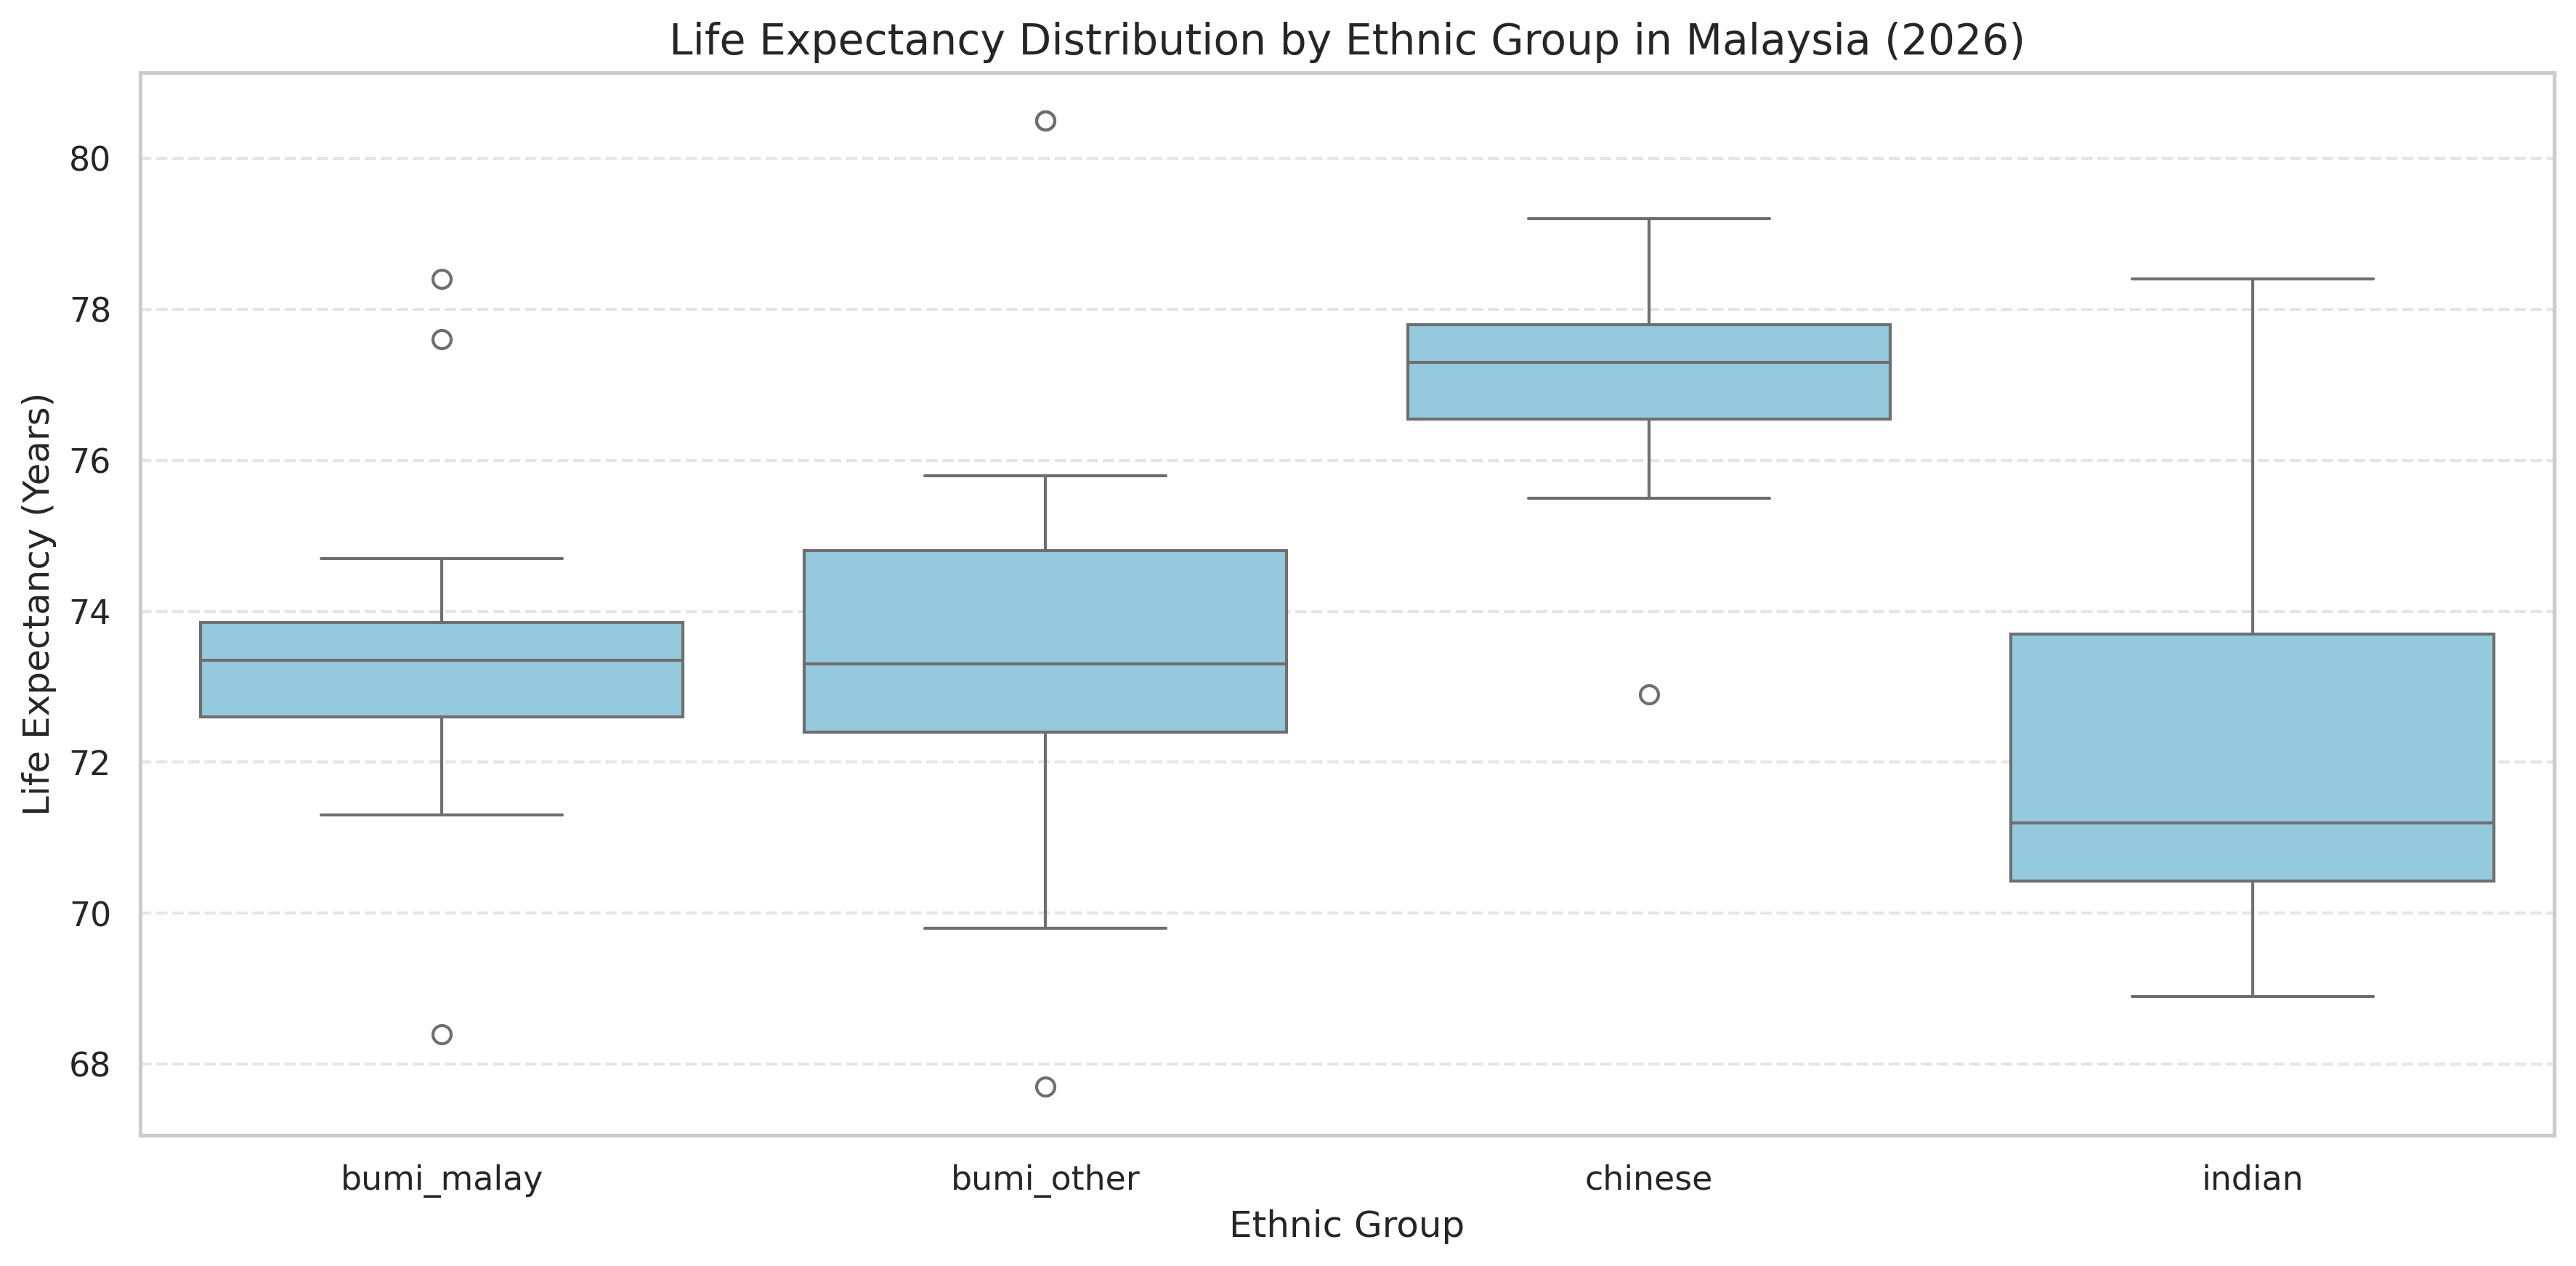 Life Expectancy Distribution by Ethnic Group in Malaysia (2026)
Life Expectancy (Years)
80
78
76
74
72
70
68
bumi_malay
bumi_other
chinese
indian
Ethnic Group